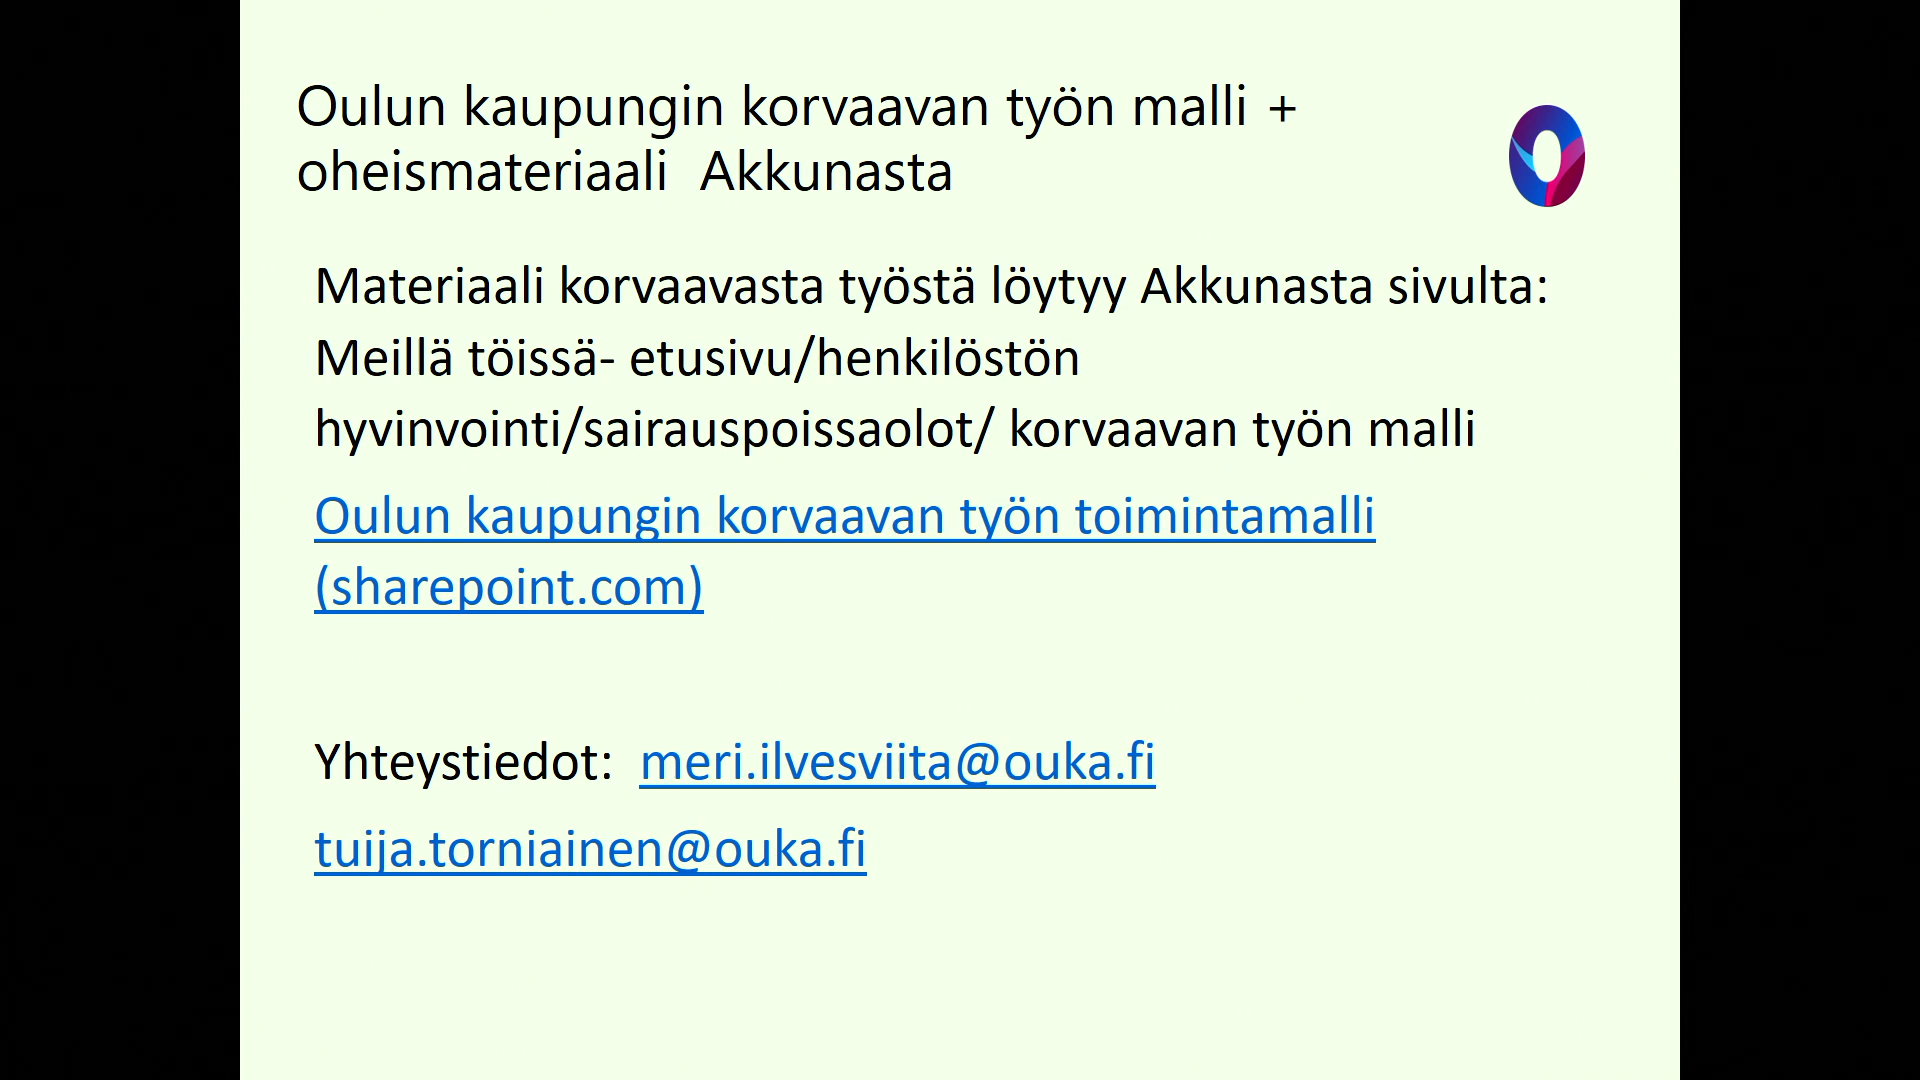 Oulun kaupungin korvaavan työn malli +
oheismateriaali Akkunasta
Materiaali korvaavasta työstä löytyy Akkunasta sivulta:
Meillä töissä- etusivu/henkilöstön
hyvinvointi/sairauspoissaolot/ korvaavan työn malli
Oulun kaupungin korvaavan työn toimintamalli
(sharepoint.com)
Yhteystiedot: meri.ilvesviita@ouka.fi
tuija.torniainen@ouka.fi